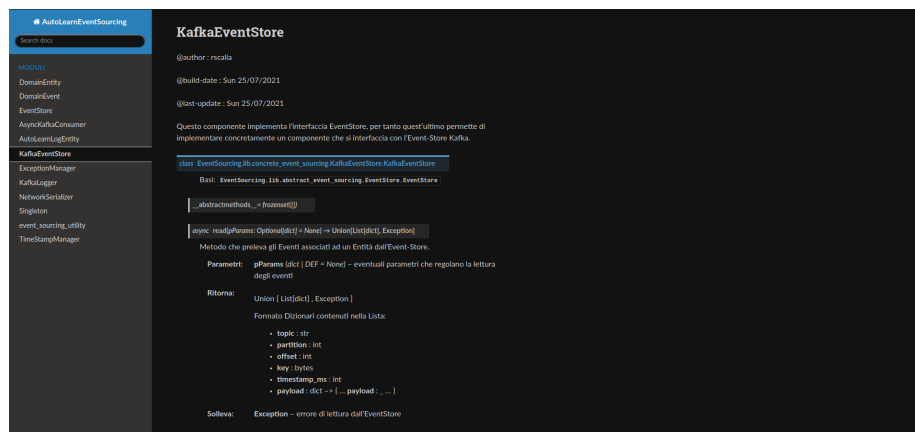 AutoLearnEventSourcing
Search docs
MODULI
DomainEntity
DomainEvent
EventStore
AsyncKafkaConsumer
AutoLearnLogEntity
KafkaEventStore
ExceptionManager
KafkaLogger
NetworkSerializer
Singleton
event_sourcing_utility
TimeStampManager
KafkaEventStore
@author : rscalia
@build-date : Sun 25/07/2021
@last-update : Sun 25/07/2021
Questo componente implementa l'interfaccia EventStore, per tanto quest'ultimo permette di
implementare concretamente un componente che si interfaccia con l'Event-Store Kafka.
class EventSourcing.lib.concrete_event_sourcing.KafkaEventStore.KafkaEventStore
Basi: EventSourcing.lib.abstract_event_sourcing.EventStore.EventStore
__abstractmethods__= frozenset({})
async read(pParams: Optional[dict] = None) → Union[List[dict], Exception]
Metodo che preleva gli Eventi associati ad un Entità dall'Event-Store.
Parametri: pParams (dict | DEF = None) – eventuali parametri che regolano la lettura
degli eventi
Ritorna:
Union [ List[dict] , Exception ]
Formato Dizionari contenuti nella Lista:
• topic : str
• partition : int
• offset : int
• key : bytes
• timestamp_ms : int
• payload : dict –> { ... payload : _ ... }
Solleva: Exception – errore di lettura dall'EventStore